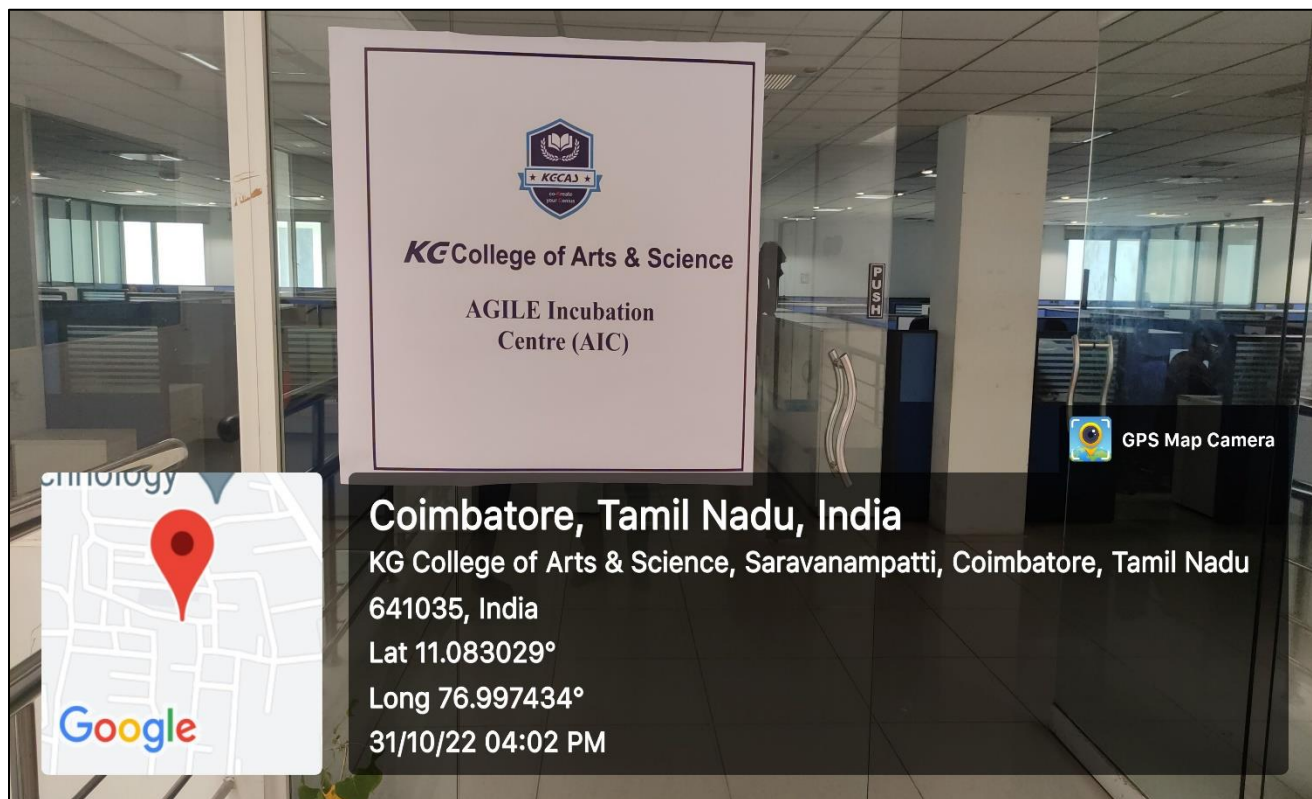 KGCAS
KG College of Arts & Science
AGILE Incubation
Centre (AIC)
PUSH
GPS Map Camera
chnology
Google
Coimbatore, Tamil Nadu, India
KG College of Arts & Science, Saravanampatti, Coimbatore, Tamil Nadu
641035, India
Lat 11.083029°
Long 76.997434°
31/10/22 04:02 PM